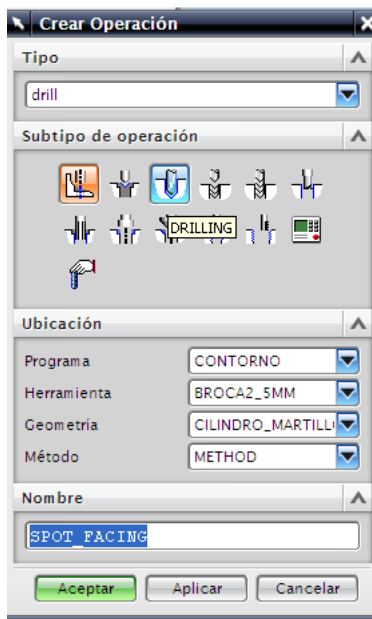 Crear Operación
Tipo
drill
Subtipo de operación
DRILLING
Ubicación
Programa CONTORNO
Herramienta BROCA2_5MM
Geometría CILINDRO_MARTILL
Método METHOD
Nombre
SPOT_FACING
Aceptar Aplicar Cancelar